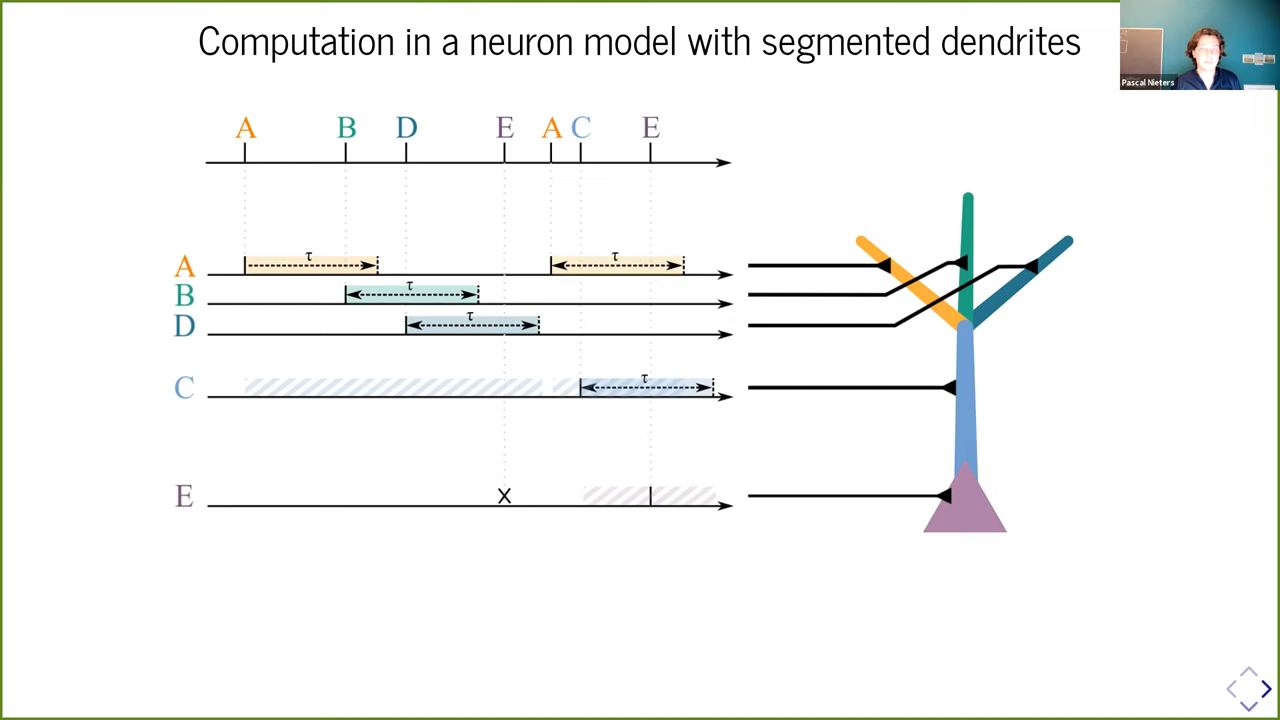 Computation in a neuron model with segmented dendrites
Pascal Nieters
A B D E A C E
A τ τ
B τ
D τ
C τ
E x